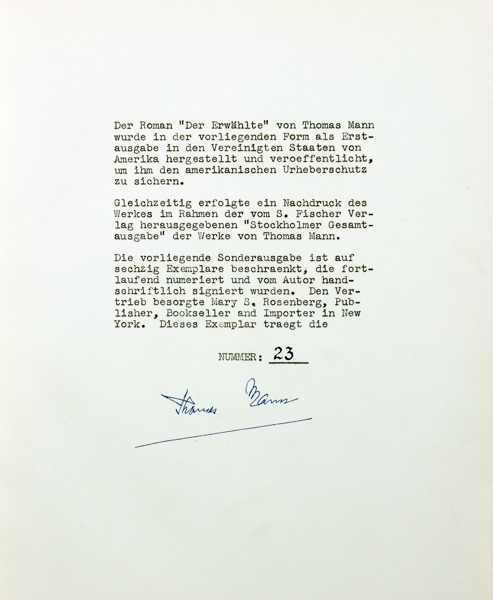 Der Roman "Der Erwählte" von Thomas Mann
wurde in der vorliegenden Form als Erst-
ausgabe in den Vereinigten Staaten von
Amerika hergestellt und veroeffentlicht,
um ihm den amerikanischen Urheberschutz
zu sichern.
Gleichzeitig erfolgte ein Nachdruck des
Werkes im Rahmen der vom S. Fischer Ver-
lag herausgegebenen "Stockholmer Gesamt-
ausgabe" der Werke von Thomas Mann.
Die vorliegende Sonderausgabe ist auf
sechzig Exemplare beschraenkt, die fort-
laufend numeriert und vom Autor hand-
schriftlich signiert wurden. Den Ver-
trieb besorgte Mary S. Rosenberg, Pub-
lisher, Bookseller and Importer in New
York. Dieses Exemplar traegt die
NUMMER: 23
Thomas Mann